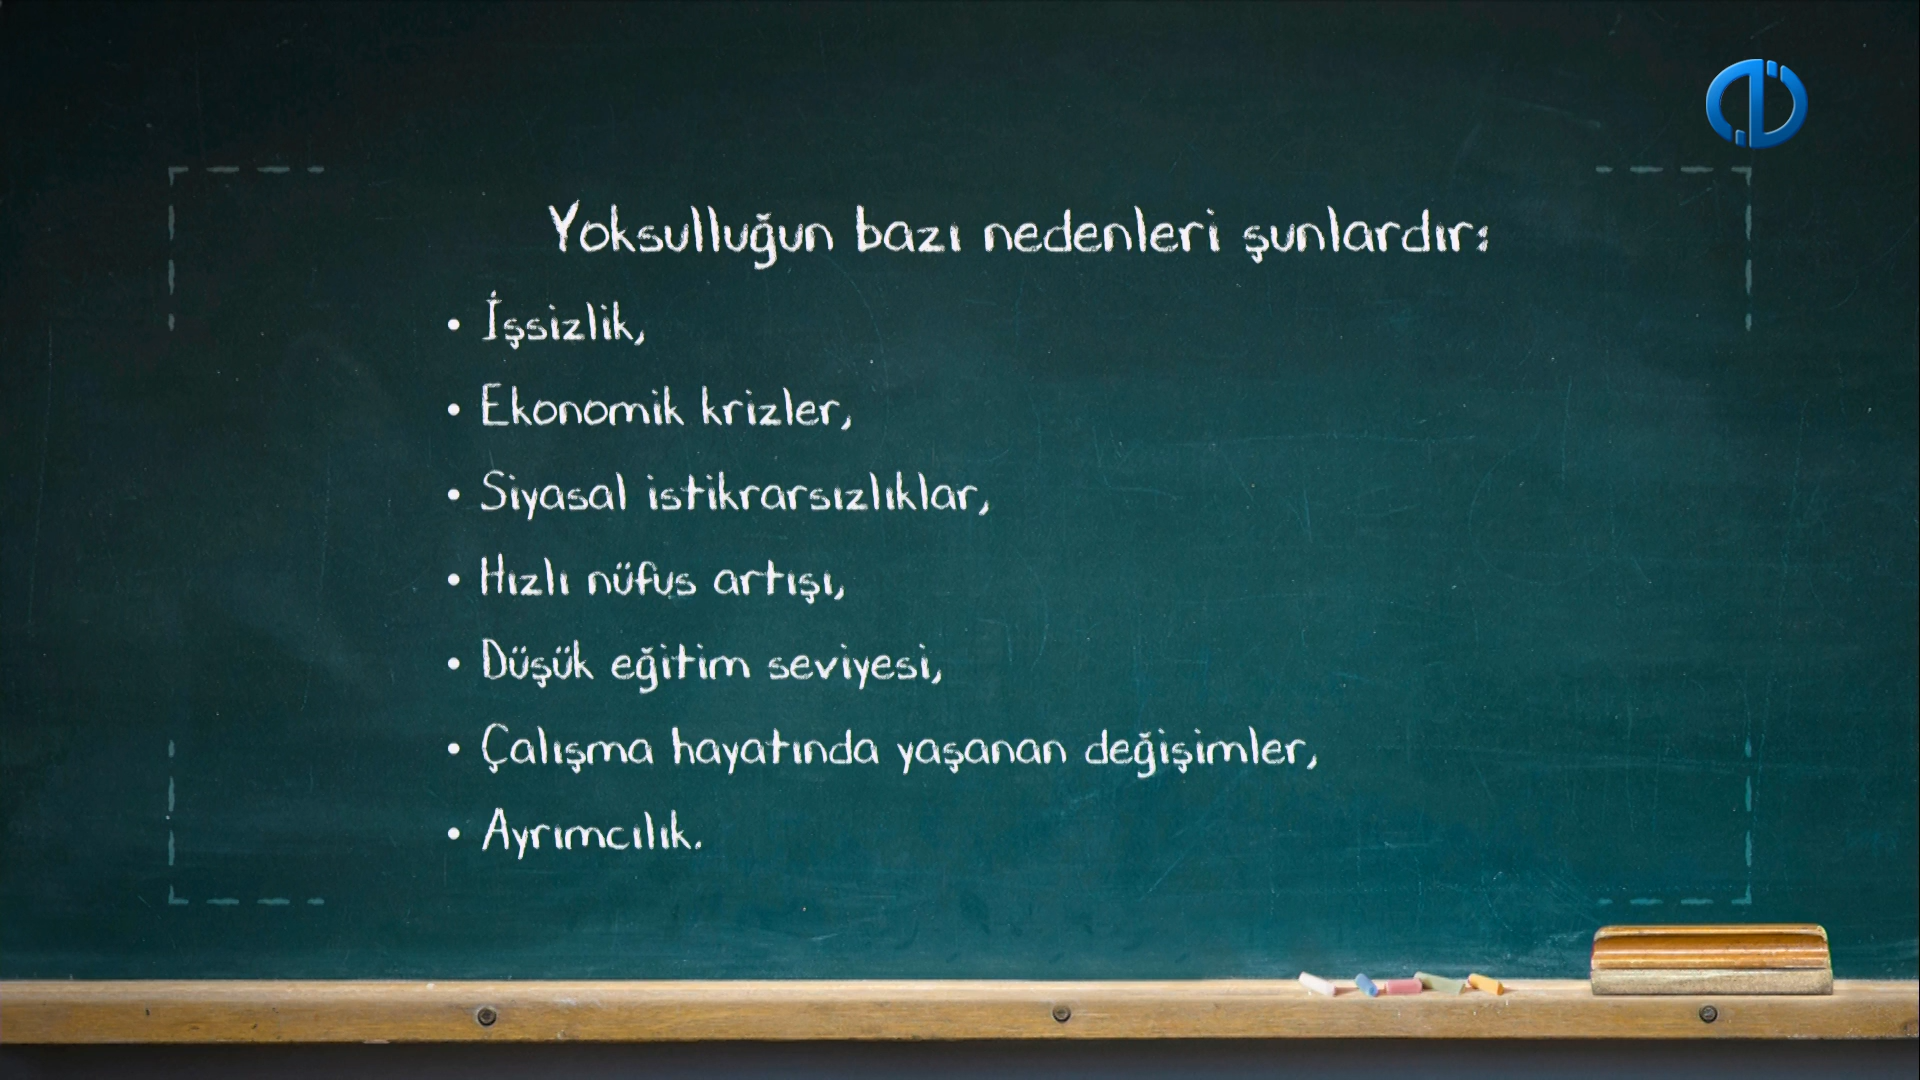 Yoksulluğun bazı nedenleri şunlardır:
• İşsizlik,
• Ekonomik krizler,
• Siyasal istikrarsızlıklar,
• Hızlı nüfus artışı,
• Düşük eğitim seviyesi,
• Çalışma hayatında yaşanan değişimler,
• Ayrımcılık.